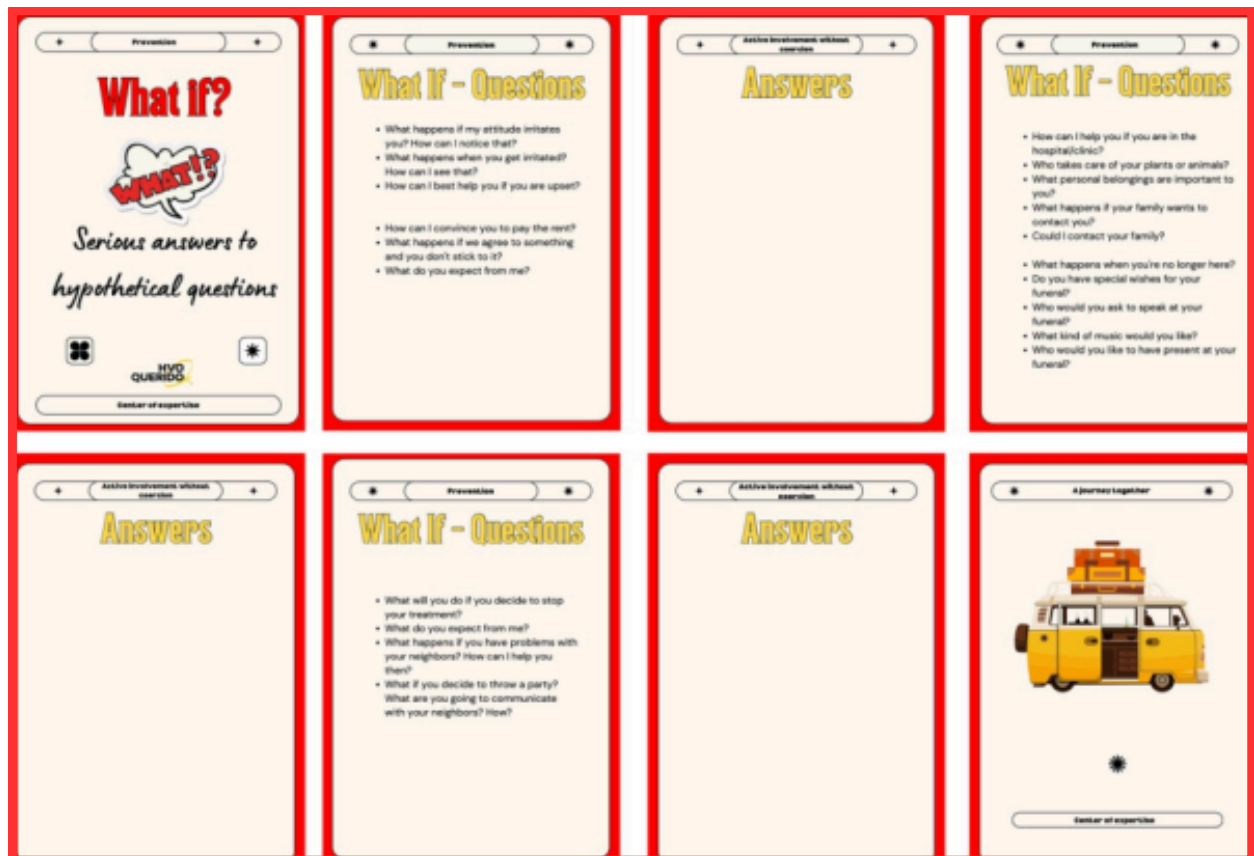 Prevention
What if?
WHAT!?
Serious answers to
hypothetical questions
HVO
QUERIDO
Center of expertise
Prevention
What If – Questions
• What happens if my attitude irritates
you? How can I notice that?
• What happens when you get irritated?
How can I see that?
• How can I best help you if you are upset?
• How can I convince you to pay the rent?
• What happens if we agree to something
and you don't stick to it?
• What do you expect from me?
Active involvement without
coercion
Answers
Prevention
What If – Questions
• How can I help you if you are in the
hospital/clinic?
• Who takes care of your plants or animals?
• What personal belongings are important to
you?
• What happens if your family wants to
contact you?
• Could I contact your family?
• What happens when you're no longer here?
• Do you have special wishes for your
funeral?
• Who would you ask to speak at your
funeral?
• What kind of music would you like?
• Who would you like to have present at your
funeral?
Active involvement without
coercion
Answers
Prevention
What If – Questions
• What will you do if you decide to stop
your treatment?
• What do you expect from me?
• What happens if you have problems with
your neighbors? How can I help you
then?
• What if you decide to throw a party?
What are you going to communicate
with your neighbors? How?
Active involvement without
coercion
Answers
A journey together
Center of expertise